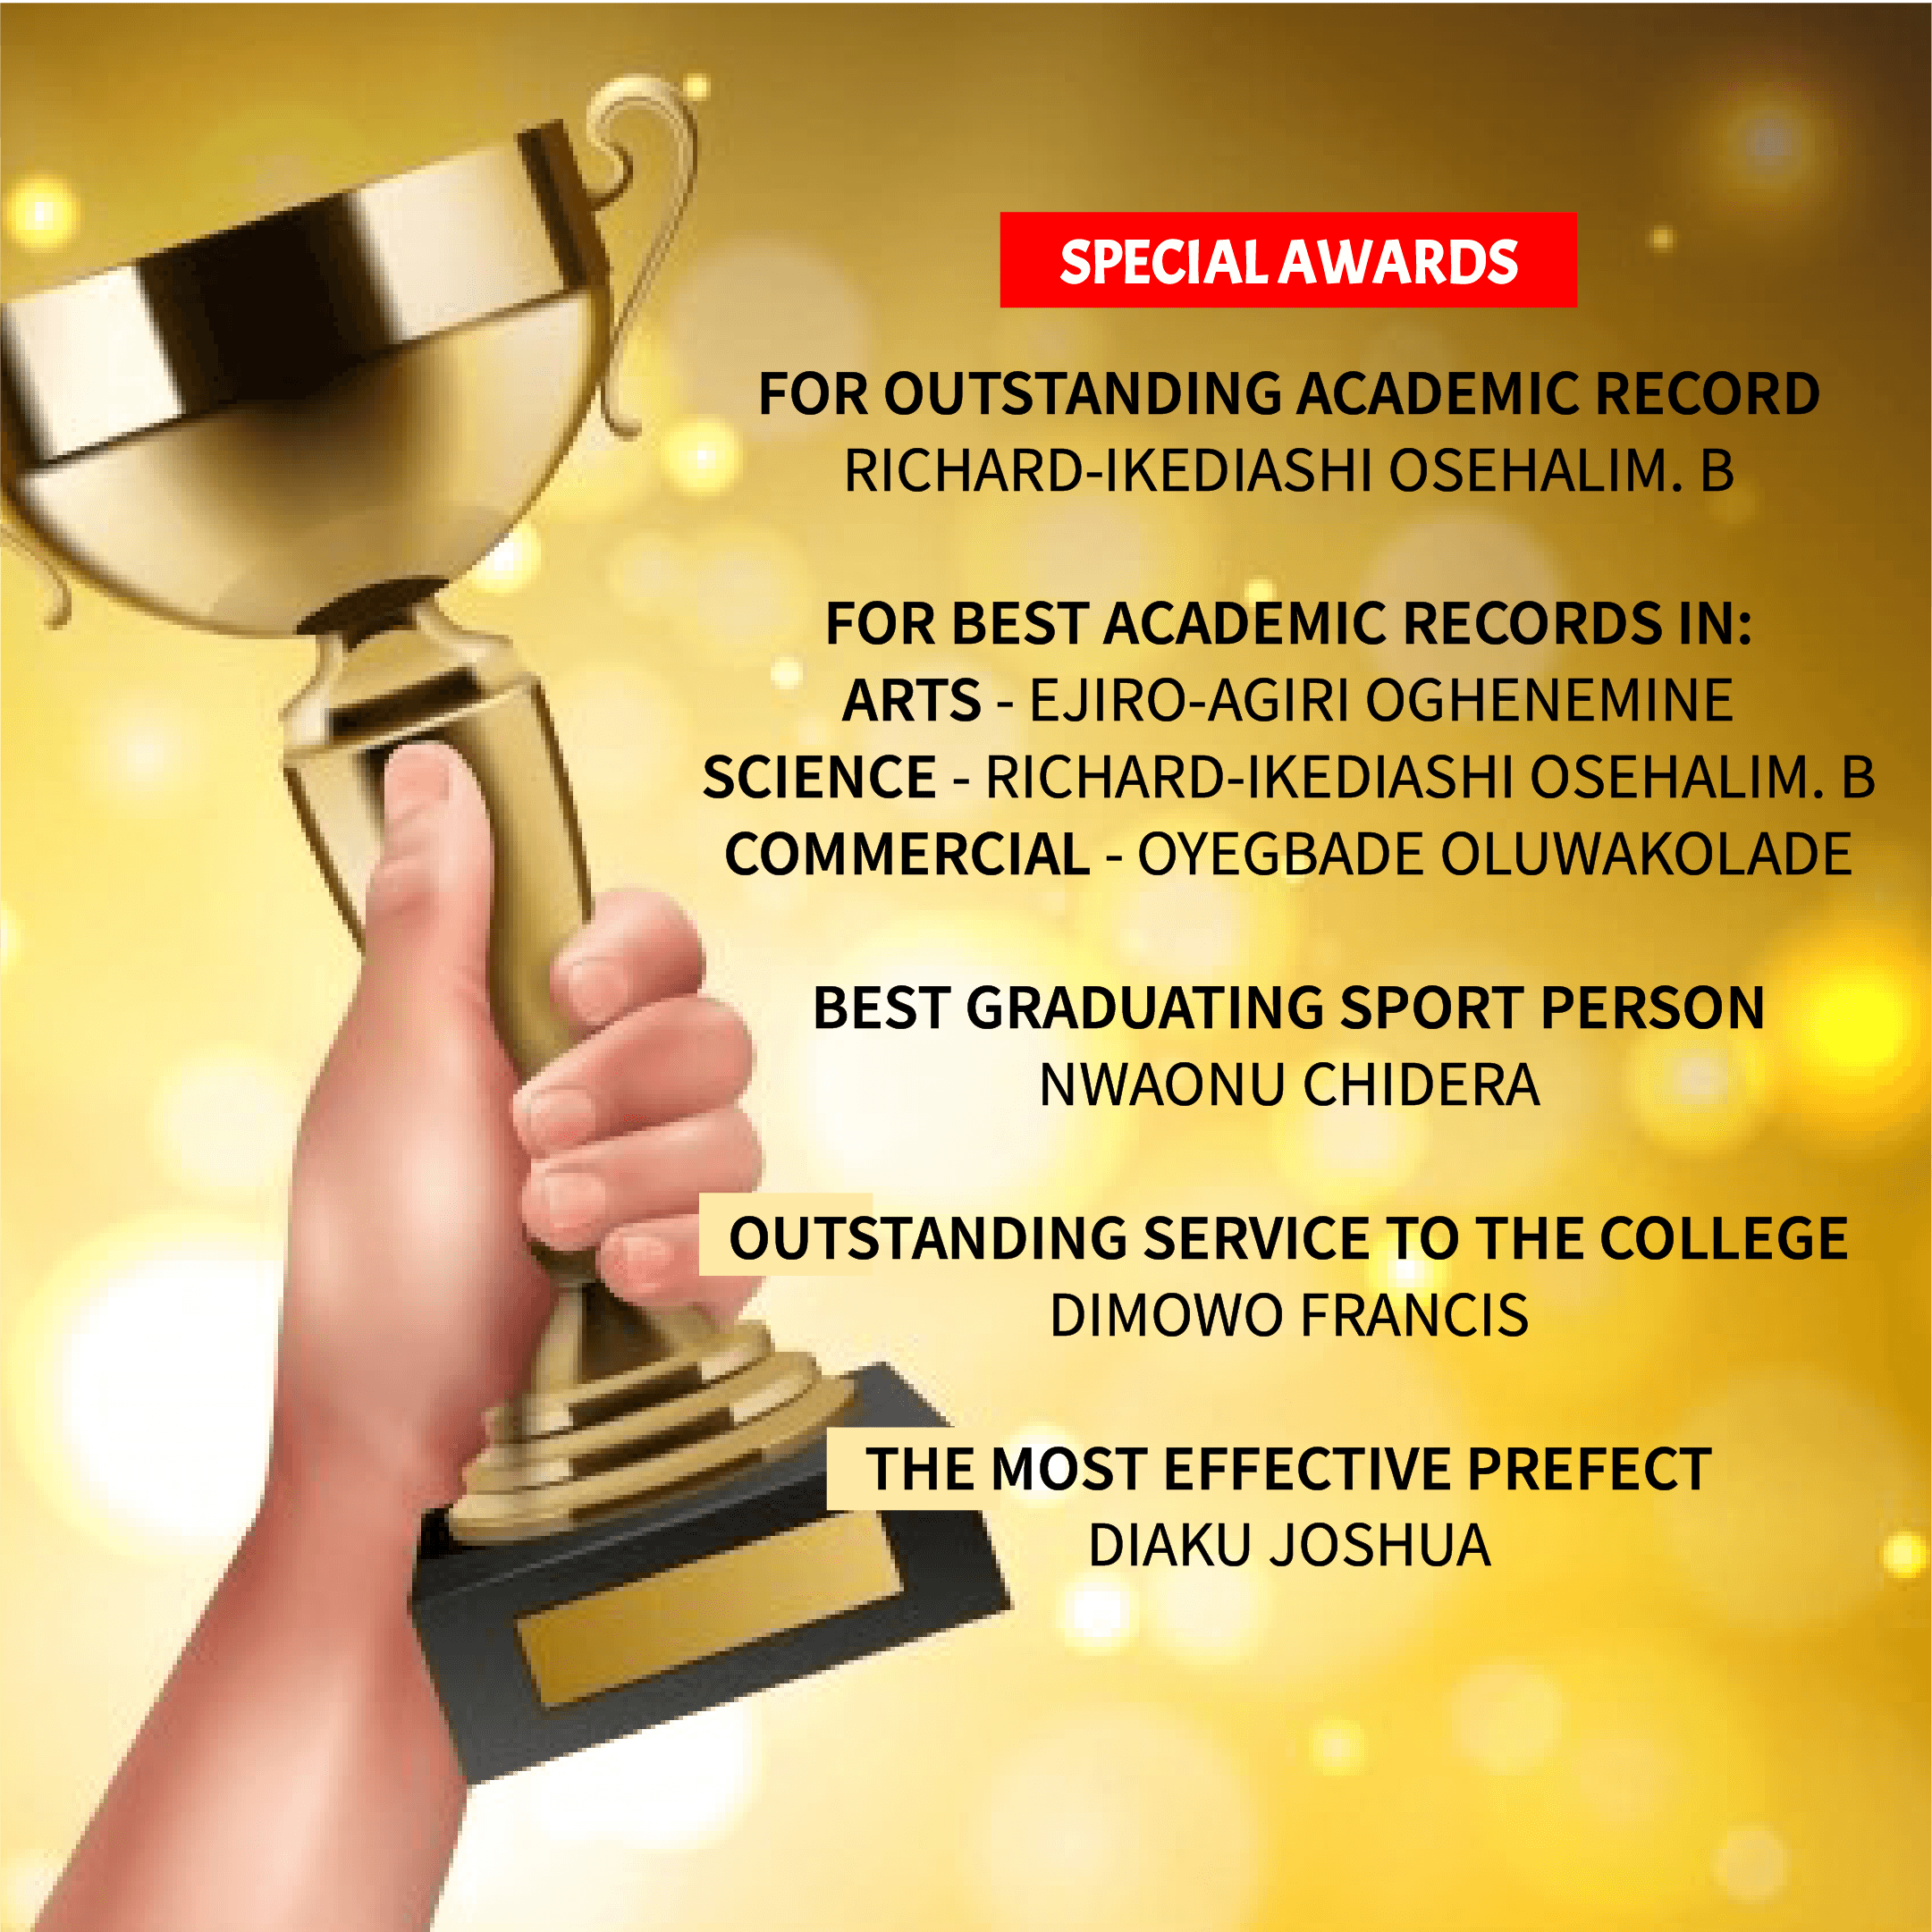 SPECIAL AWARDS
FOR OUTSTANDING ACADEMIC RECORD
RICHARD-IKEDIASHI OSEHALIM. B
FOR BEST ACADEMIC RECORDS IN:
ARTS - EJIRO-AGIRI OGHENEMINE
SCIENCE - RICHARD-IKEDIASHI OSEHALIM. B
COMMERCIAL - OYEGBADE OLUWAKOLADE
BEST GRADUATING SPORT PERSON
NWAONU CHIDERA
OUTSTANDING SERVICE TO THE COLLEGE
DIMOWO FRANCIS
THE MOST EFFECTIVE PREFECT
DIAKU JOSHUA